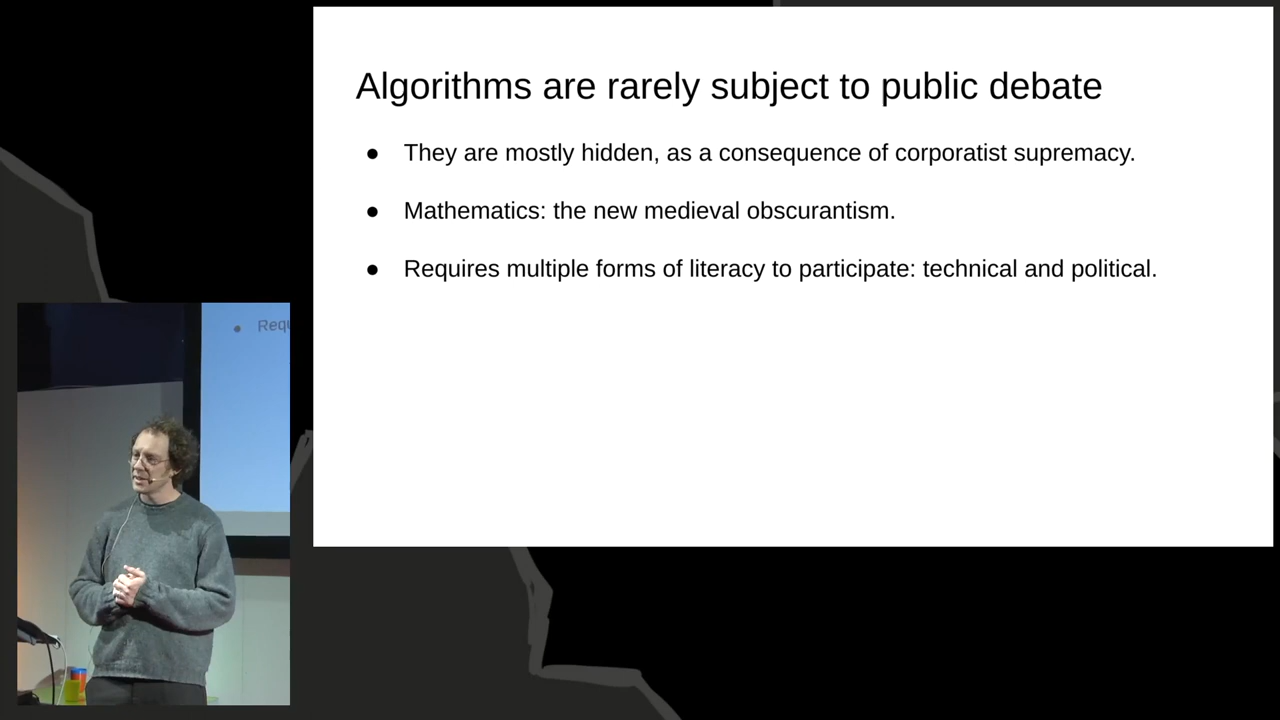 Algorithms are rarely subject to public debate
● They are mostly hidden, as a consequence of corporatist supremacy.
● Mathematics: the new medieval obscurantism.
● Requires multiple forms of literacy to participate: technical and political.
● Requ